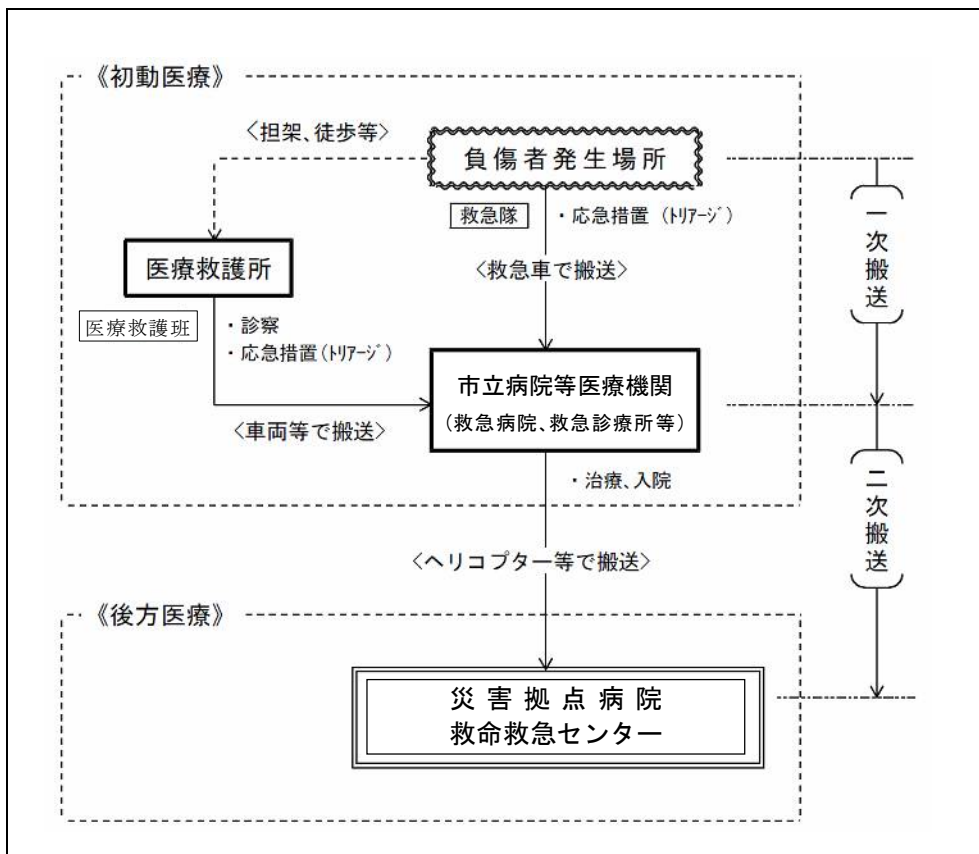 《初動医療》
〈担架、徒歩等〉
負傷者発生場所
救急隊
・応急措置（ﾄﾘｱｰｼﾞ）
医療救護所
〈救急車で搬送〉
一次搬送
医療救護班
・診察
・応急措置（ﾄﾘｱｰｼﾞ）
市立病院等医療機関
（救急病院、救急診療所等）
〈車両等で搬送〉
・治療、入院
二次搬送
〈ヘリコプター等で搬送〉
《後方医療》
災害拠点病院
救命救急センター